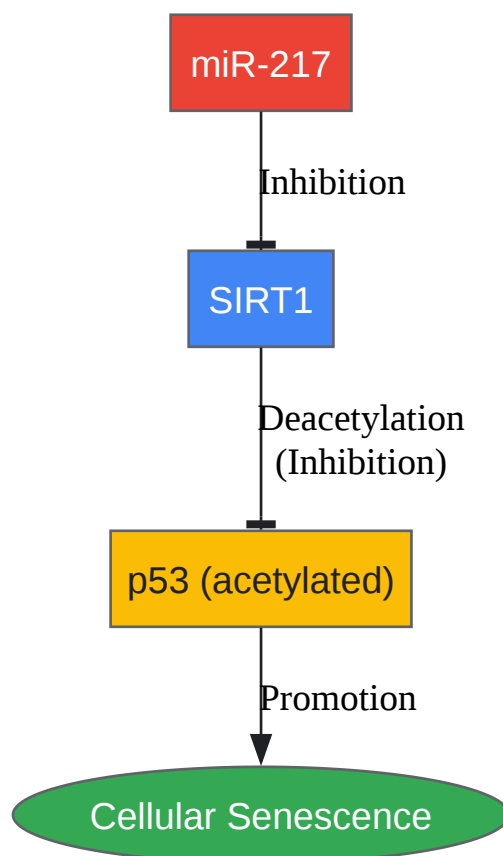 miR-217
Inhibition
SIRT1
Deacetylation
(Inhibition)
p53 (acetylated)
Promotion
Cellular Senescence